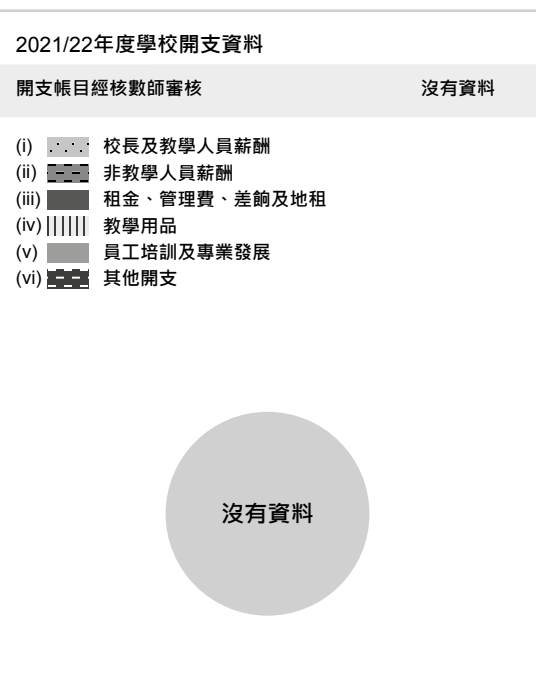 2021/22年度學校開支資料
開支帳目經核數師審核 沒有資料
(i) 校長及教學人員薪酬
(ii) 非教學人員薪酬
(iii) 租金、管理費、差餉及地租
(iv) 教學用品
(v) 員工培訓及專業發展
(vi) 其他開支
沒有資料